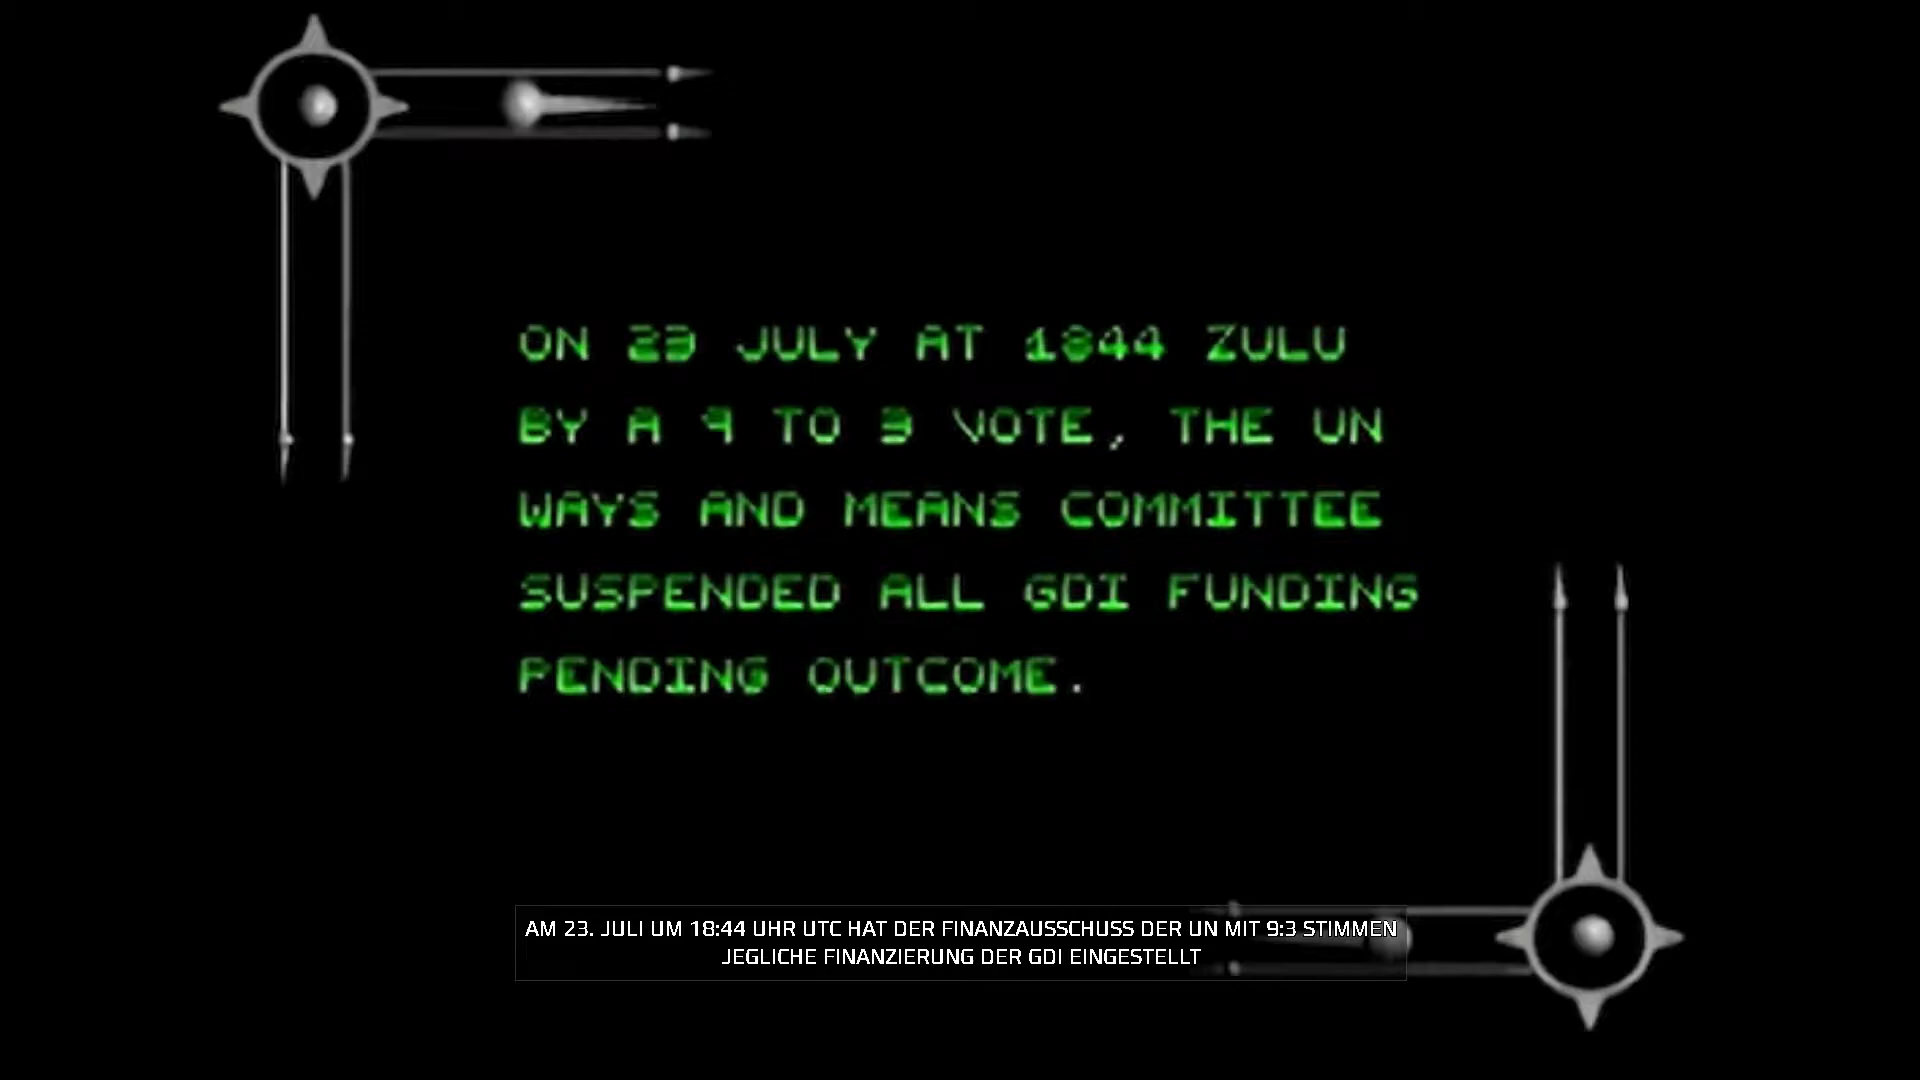 ON 23 JULY AT 1844 ZULU
BY A 9 TO 3 VOTE, THE UN
WAYS AND MEANS COMMITTEE
SUSPENDED ALL GDI FUNDING
PENDING OUTCOME.
AM 23. JULI UM 18:44 UHR UTC HAT DER FINANZAUSSCHUSS DER UN MIT 9:3 STIMMEN
JEGLICHE FINANZIERUNG DER GDI EINGESTELLT